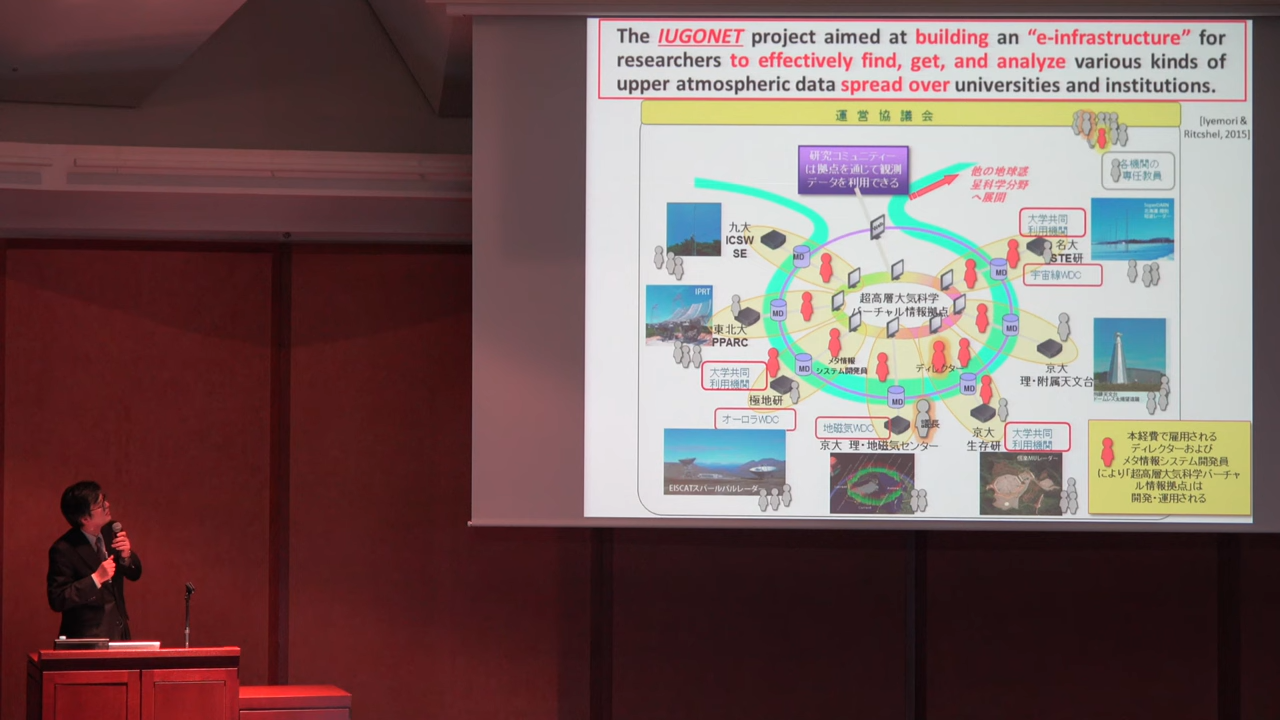 The IUGONET project aimed at building an “e-infrastructure” for
researchers to effectively find, get, and analyze various kinds of
upper atmospheric data spread over universities and institutions.
運営協議会
[Iyemori &
Ritcshel, 2015]
研究コミュニティー
は拠点を通じて観測
データを利用できる
他の地球惑
星科学分野
へ展開
各機関の
専任教員
九大
ICSW
SE
MD
大学共同
利用機関
名大
STE研
宇宙線WDC
MD
IPRT
東北大
PPARC
MD
超高層大気科学
バーチャル情報拠点
MD
京大
理・附属天文台
大学共同
利用機関
極地研
オーロラWDC
MD
メタ情報
システム開発員
ディレクター
MD
MD
地磁気WDC
議長
京大 理・地磁気センター
京大
生存研
大学共同
利用機関
EISCATスバールバルレーダー
本経費で雇用される
ディレクターおよび
メタ情報システム開発員
により「超高層大気科学バーチャ
ル情報拠点」は
開発・運用される